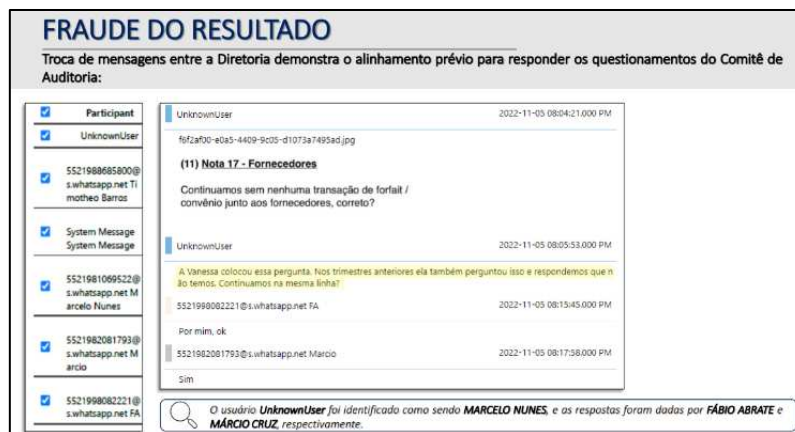 FRAUDE DO RESULTADO
Troca de mensagens entre a Diretoria demonstra o alinhamento prévio para responder os questionamentos do Comitê de
Auditoria:
Participant
UnknownUser
5521988685800@
s.whatsapp.net Ti
motheo Barros
System Message
System Message
5521981069522@
s.whatsapp.net M
arcelo Nunes
5521982081793@
s.whatsapp.net M
arcio
5521998082221@
s.whatsapp.net FA
UnknownUser 2022-11-05 08:04:21.000 PM
f6f2af00-e0a5-4409-9c05-d1073a7495ad.jpg
(11) Nota 17 - Fornecedores
Continuamos sem nenhuma transação de forfait /
convênio junto aos fornecedores, correto?
UnknownUser 2022-11-05 08:05:53.000 PM
A Vanessa colocou essa pergunta. Nos trimestres anteriores ela também perguntou isso e respondemos que n
ão temos. Continuamos na mesma linha?
5521998082221@s.whatsapp.net FA 2022-11-05 08:15:45.000 PM
Por mim, ok
5521982081793@s.whatsapp.net Marcio 2022-11-05 08:17:58.000 PM
Sim
O usuário UnknownUser foi identificado como sendo MARCELO NUNES, e as respostas foram dadas por FÁBIO ABRATE e
MÁRCIO CRUZ, respectivamente.